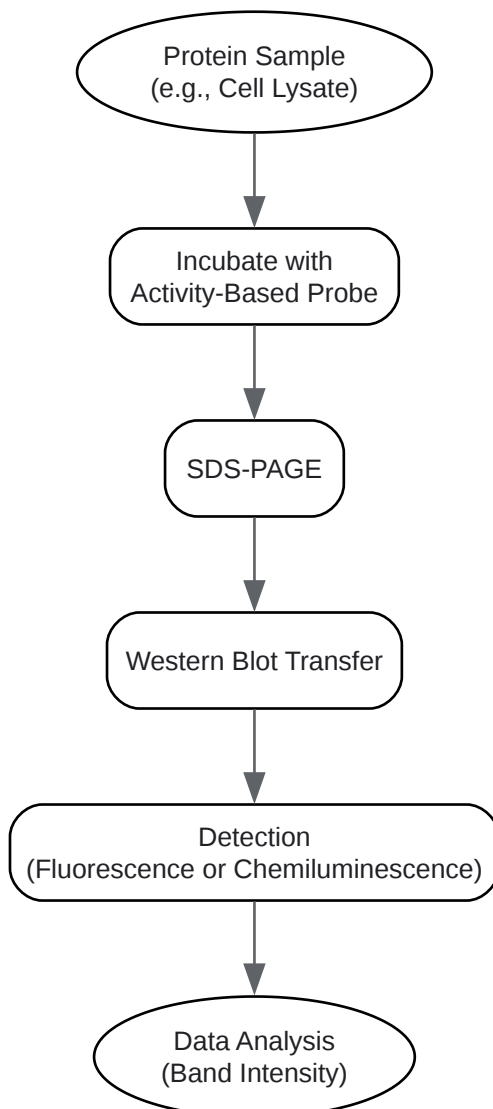 Protein Sample
(e.g., Cell Lysate)
Incubate with
Activity-Based Probe
SDS-PAGE
Western Blot Transfer
Detection
(Fluorescence or Chemiluminescence)
Data Analysis
(Band Intensity)